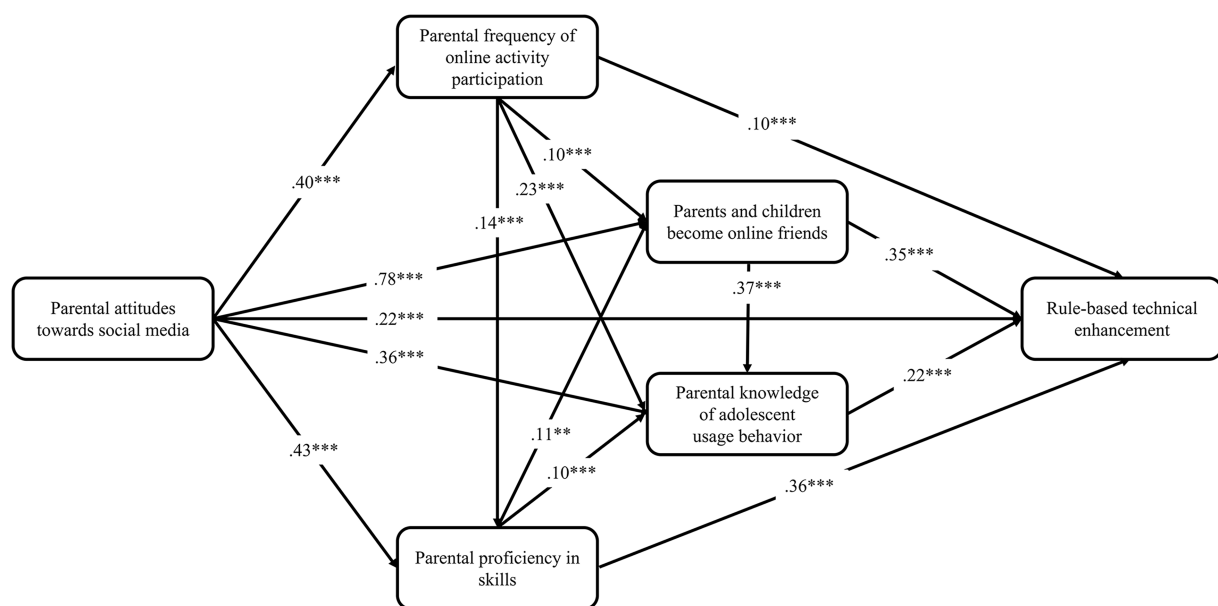 Parental frequency of
online activity
participation
.10***
.10***
.40***
.23***
.14***
Parents and children
become online friends
.35***
.78***
.37***
Parental attitudes
towards social media
.22***
Rule-based technical
enhancement
.36***
.22***
Parental knowledge
of adolescent
usage behavior
.11**
.43***
.10***
.36***
Parental proficiency in
skills